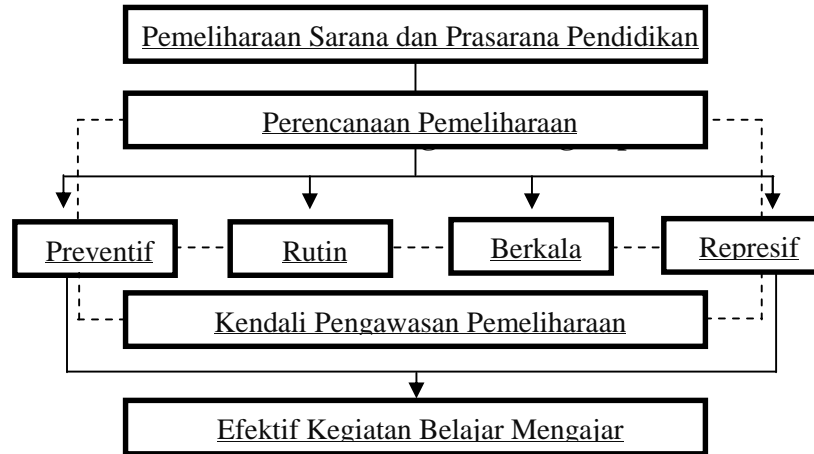 Pemeliharaan Sarana dan Prasarana Pendidikan
Perencanaan Pemeliharaan
Preventif
Rutin
Berkala
Represif
Kendali Pengawasan Pemeliharaan
Efektif Kegiatan Belajar Mengajar